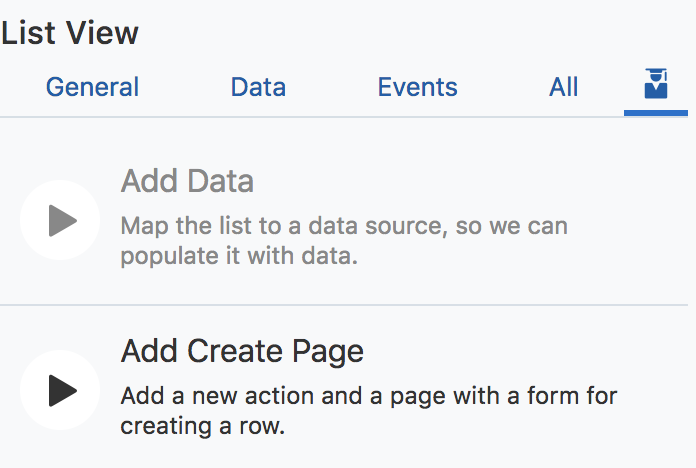 List View
General Data Events All
Add Data
Map the list to a data source, so we can
populate it with data.
Add Create Page
Add a new action and a page with a form for
creating a row.